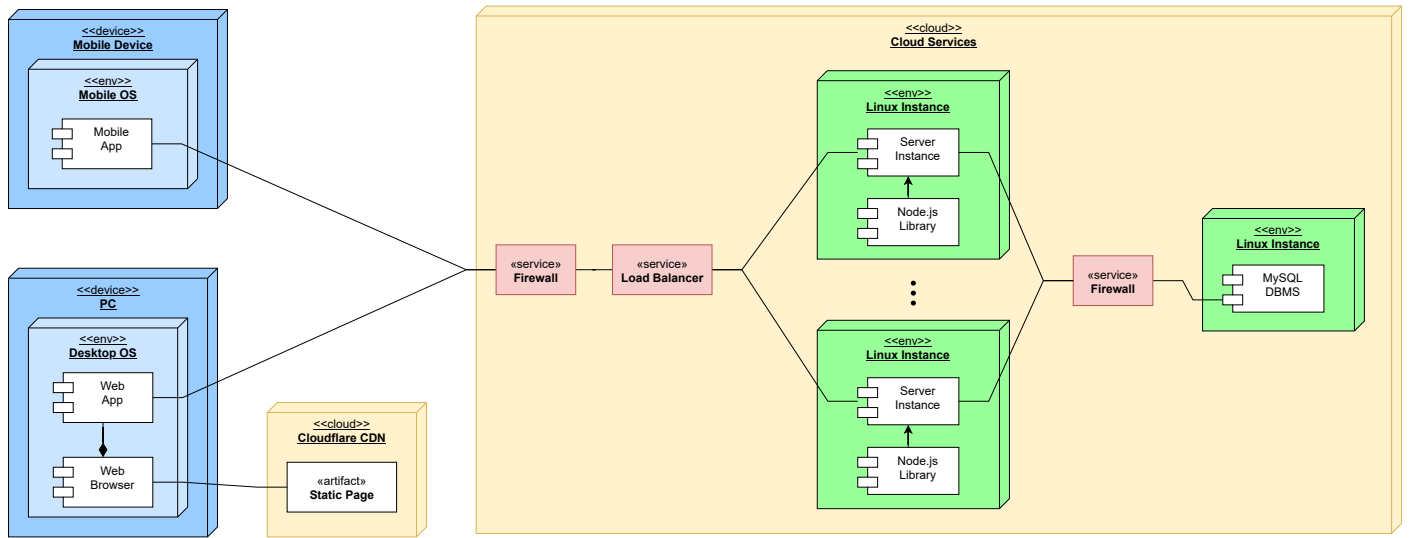 <<device>>
Mobile Device
<<env>>
Mobile OS
Mobile
App
<<device>>
PC
<<env>>
Desktop OS
Web
App
Web
Browser
<<cloud>>
Cloudflare CDN
«artifact»
Static Page
<<cloud>>
Cloud Services
«service»
Firewall
«service»
Load Balancer
<<env>>
Linux Instance
Server
Instance
Node.js
Library
<<env>>
Linux Instance
Server
Instance
Node.js
Library
«service»
Firewall
<<env>>
Linux Instance
MySQL
DBMS